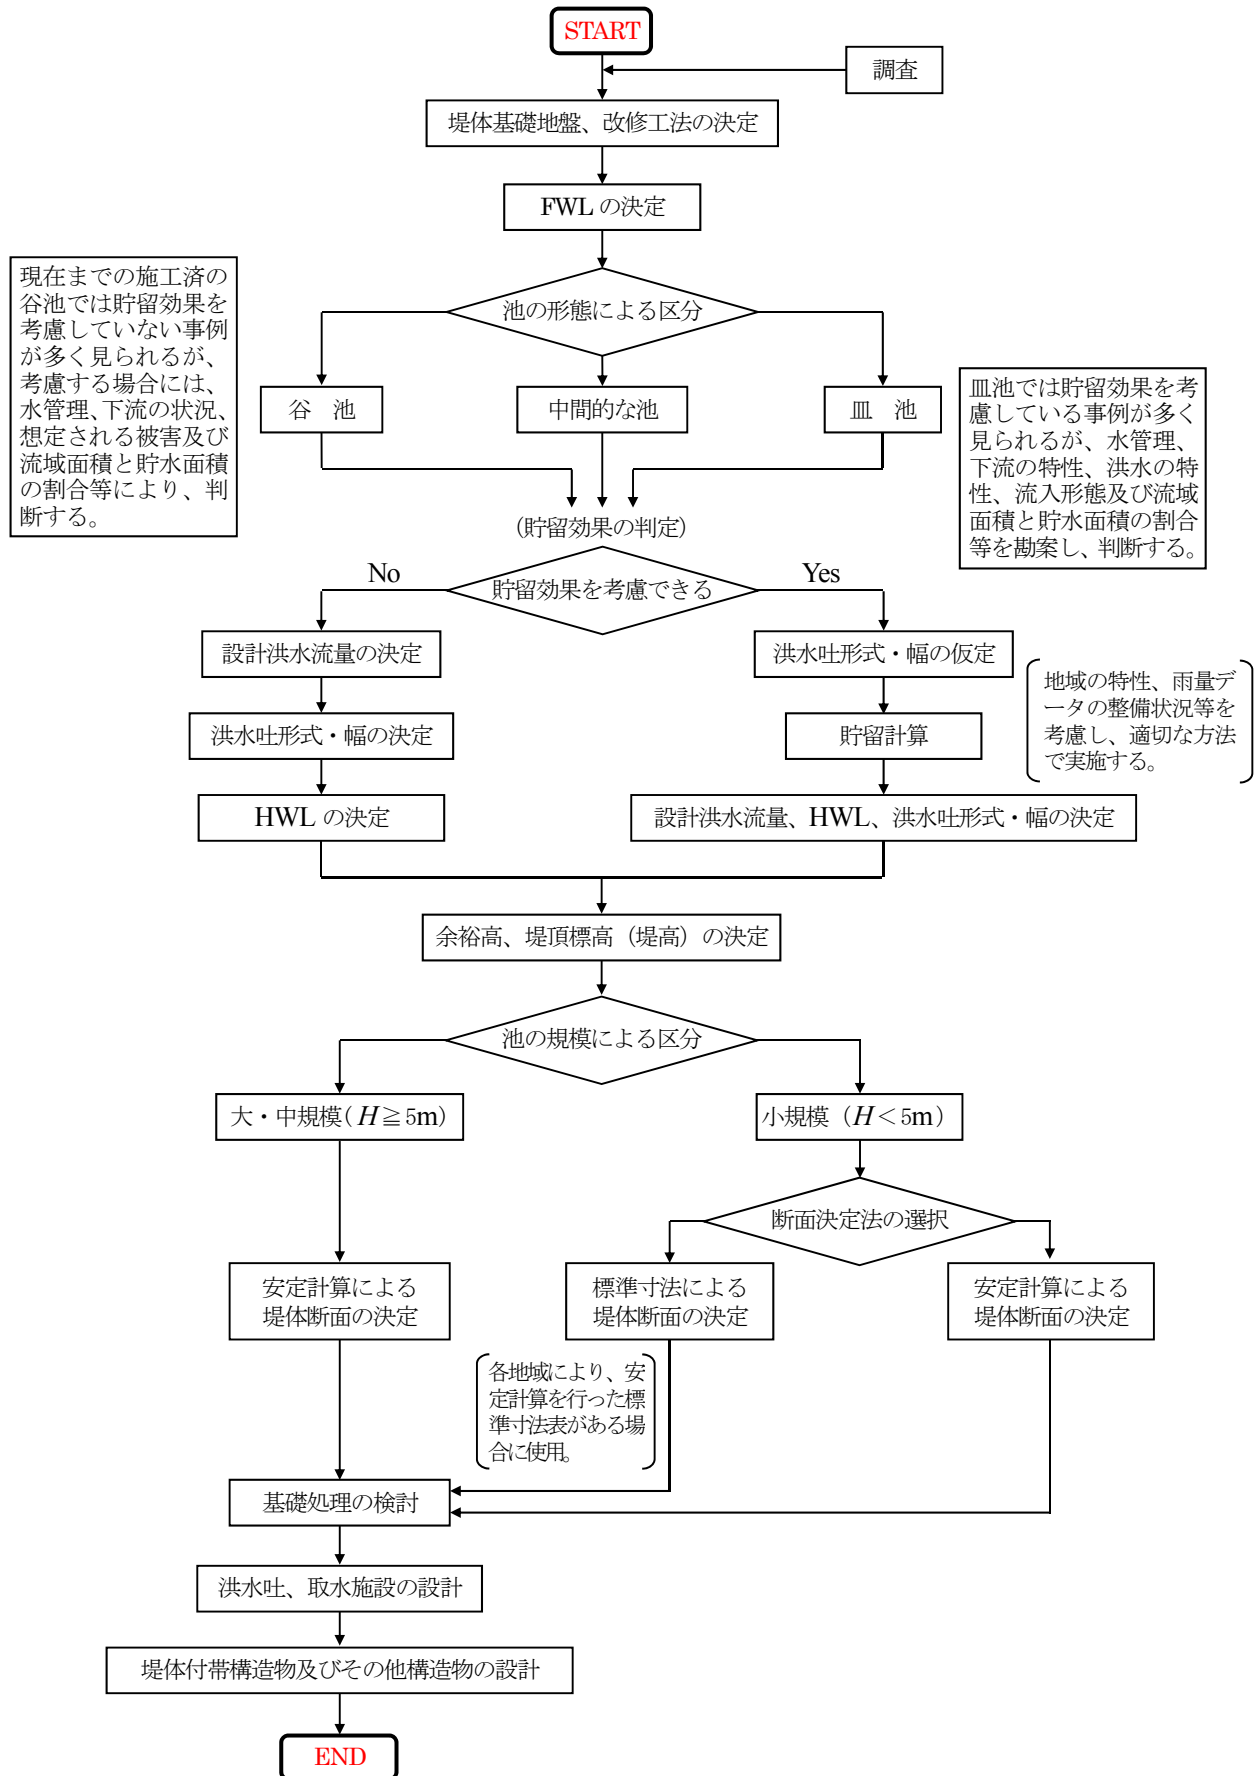 START
調査
堤体基礎地盤、改修工法の決定
FWL の決定
池の形態による区分
現在までの施工済の
谷池では貯留効果を
考慮していない事例
が多く見られるが、
考慮する場合には、
水管理、下流の状況、
想定される被害及び
流域面積と貯水面積
の割合等により、判
断する。
谷　池
中間的な池
皿　池
皿池では貯留効果を考
慮している事例が多く
見られるが、水管理、
下流の特性、洪水の特
性、流入形態及び流域
面積と貯水面積の割合
等を勘案し、判断する。
(貯留効果の判定)
No
貯留効果を考慮できる
Yes
設計洪水流量の決定
洪水吐形式・幅の仮定
地域の特性、雨量デ
ータの整備状況等を
考慮し、適切な方法
で実施する。
洪水吐形式・幅の決定
貯留計算
HWL の決定
設計洪水流量、HWL、洪水吐形式・幅の決定
余裕高、堤頂標高（堤高）の決定
池の規模による区分
大・中規模（H≧5m）
小規模（H＜5m）
断面決定法の選択
安定計算による
堤体断面の決定
標準寸法による
堤体断面の決定
安定計算による
堤体断面の決定
各地域により、安
定計算を行った標
準寸法表がある場
合に使用。
基礎処理の検討
洪水吐、取水施設の設計
堤体付帯構造物及びその他構造物の設計
END